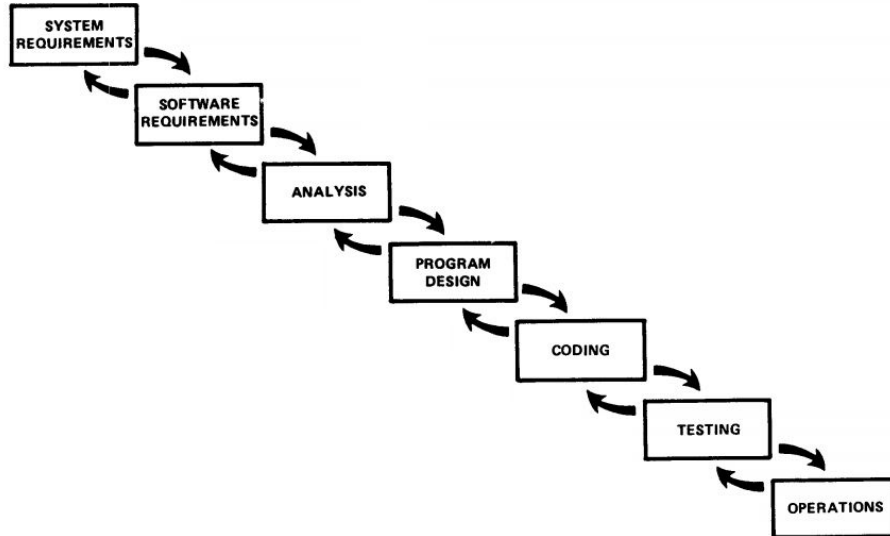 SYSTEM
REQUIREMENTS
SOFTWARE
REQUIREMENTS
ANALYSIS
PROGRAM
DESIGN
CODING
TESTING
OPERATIONS